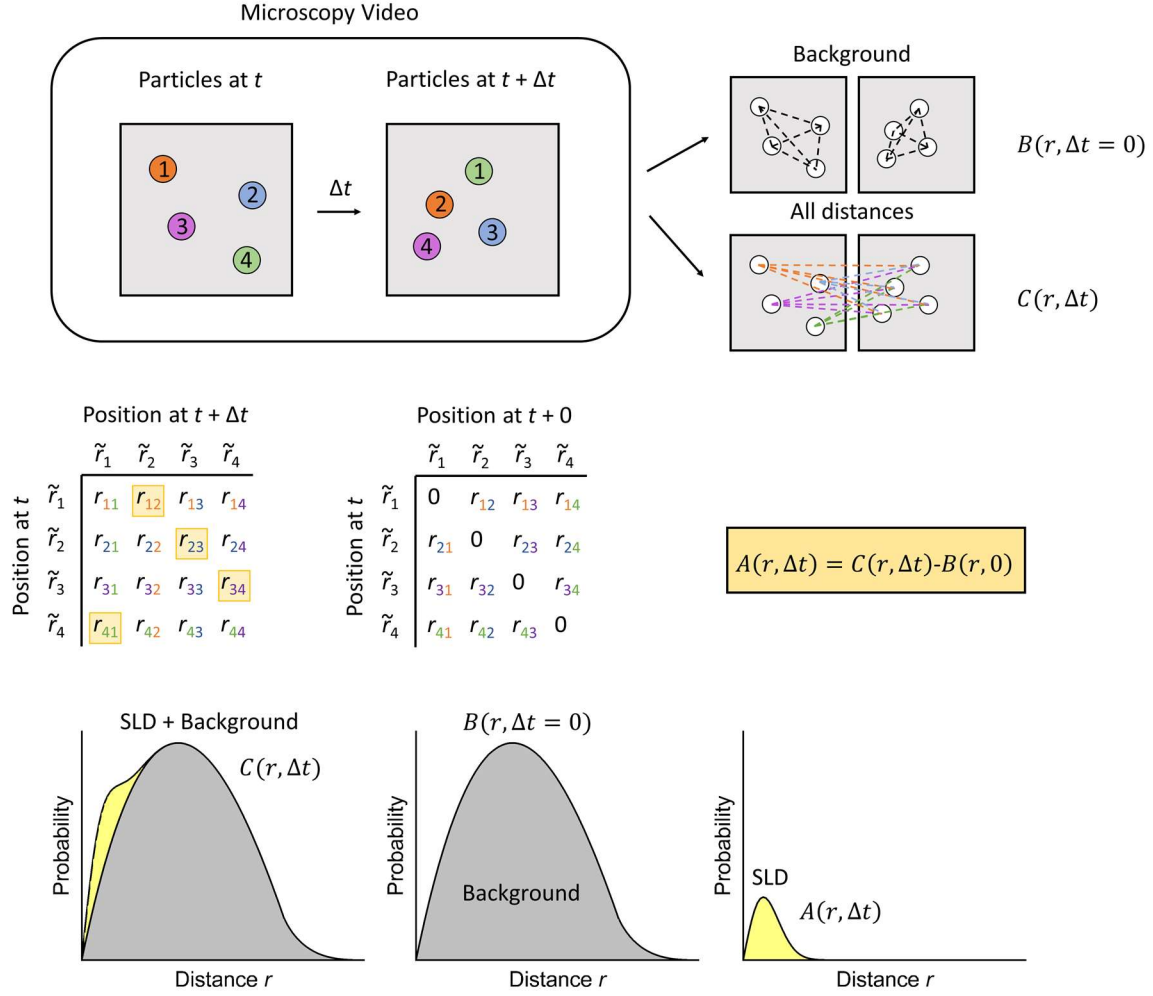 Microscopy Video
Particles at t
Particles at t + Δt
1
2
3
4
Δt
1
2
3
4
Background
B(r, Δt = 0)
All distances
C(r, Δt)
Position at t + Δt
r̃1 r̃2 r̃3 r̃4
Position at t
r̃1 r11 r12 r13 r14
r̃2 r21 r22 r23 r24
r̃3 r31 r32 r33 r34
r̃4 r41 r42 r43 r44
Position at t + 0
r̃1 r̃2 r̃3 r̃4
Position at t
r̃1 0 r12 r13 r14
r̃2 r21 0 r23 r24
r̃3 r31 r32 0 r34
r̃4 r41 r42 r43 0
A(r, Δt) = C(r, Δt)-B(r, 0)
SLD + Background
C(r, Δt)
Probability
Distance r
B(r, Δt = 0)
Background
Probability
Distance r
SLD
A(r, Δt)
Probability
Distance r